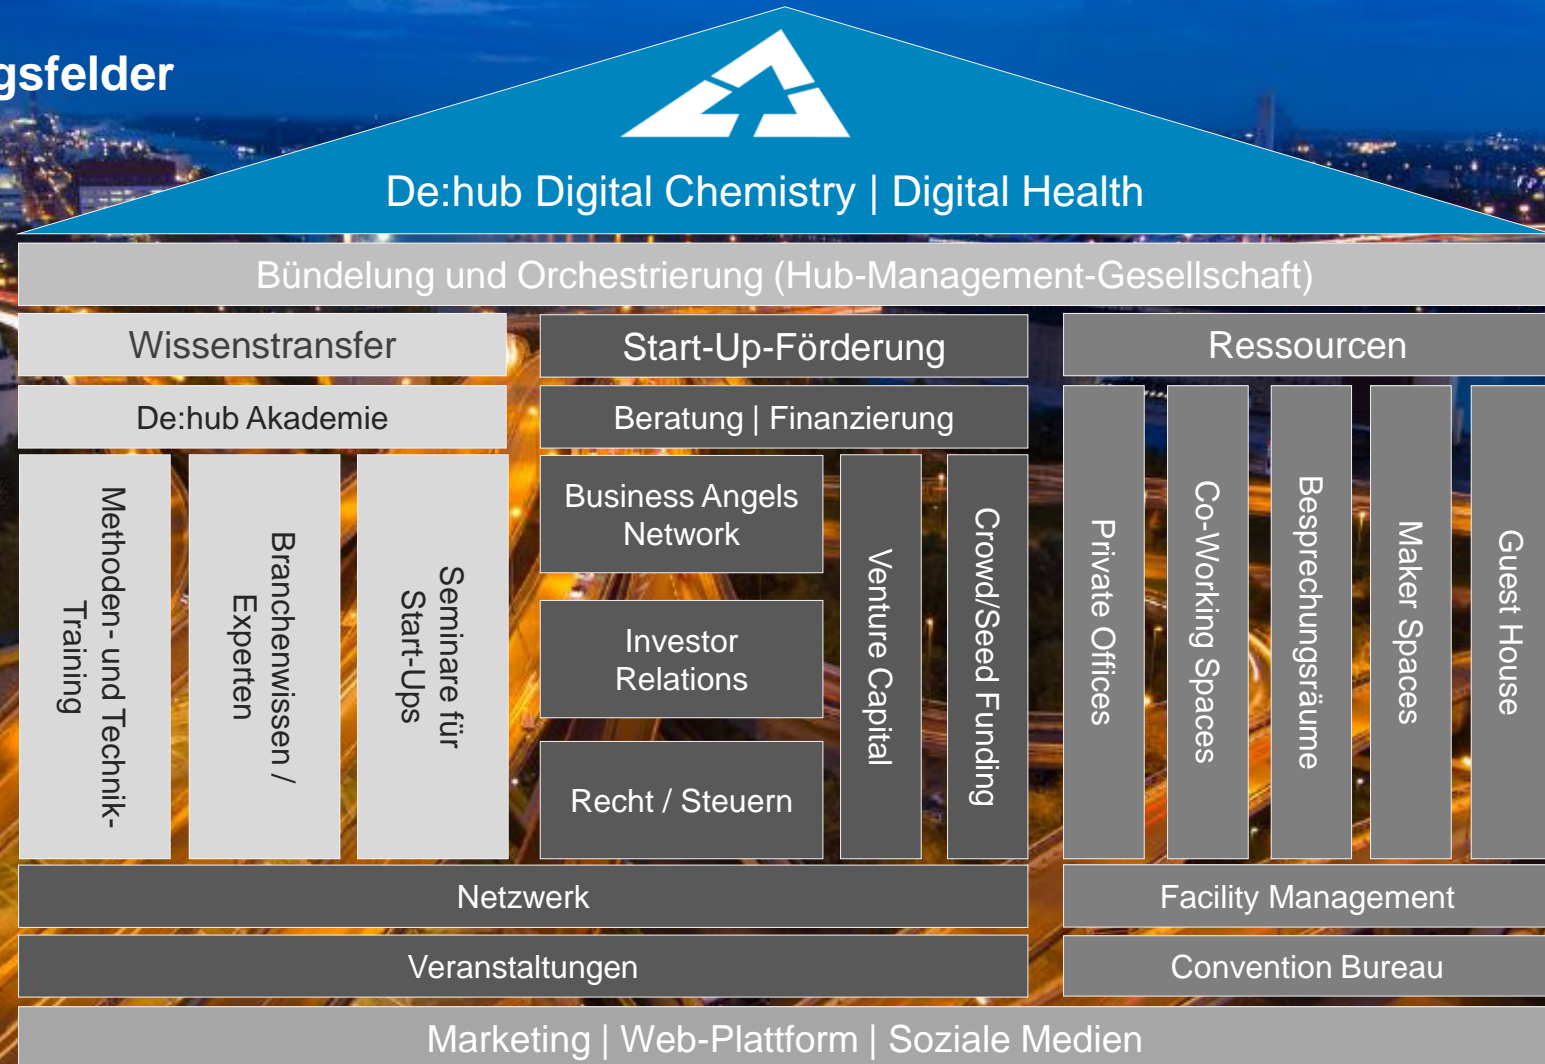 gsfelder
De:hub Digital Chemistry | Digital Health
Bündelung und Orchestrierung (Hub-Management-Gesellschaft)
Wissenstransfer
De:hub Akademie
Methoden- und Technik-
Training
Branchenwissen /
Experten
Seminare für
Start-Ups
Start-Up-Förderung
Beratung | Finanzierung
Business Angels
Network
Investor
Relations
Recht / Steuern
Venture Capital
Crowd/Seed Funding
Ressourcen
Private Offices
Co-Working Spaces
Besprechungsräume
Maker Spaces
Guest House
Netzwerk
Facility Management
Veranstaltungen
Convention Bureau
Marketing | Web-Plattform | Soziale Medien